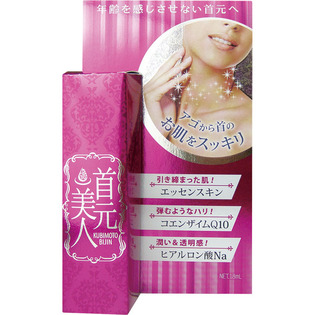 年齢を感じさせない首元へ
アゴから首の
お肌をスッキリ
引き締まった肌！
エッセンスキン
弾むようなハリ！
コエンザイムQ10
潤い&透明感！
ヒアルロン酸Na
首元美人
KUBIMOTO
BIJIN